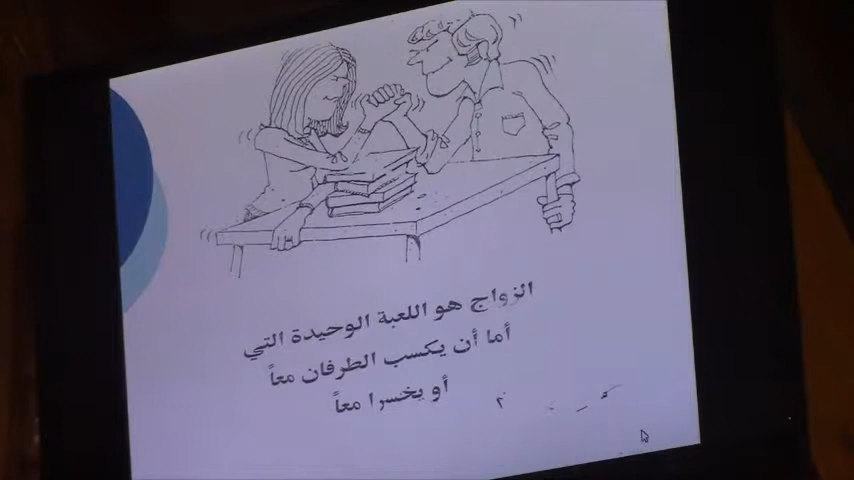 الزواج هو اللعبة الوحيدة التي
أما أن يكسب الطرفان معاً
أو يخسرا معاً